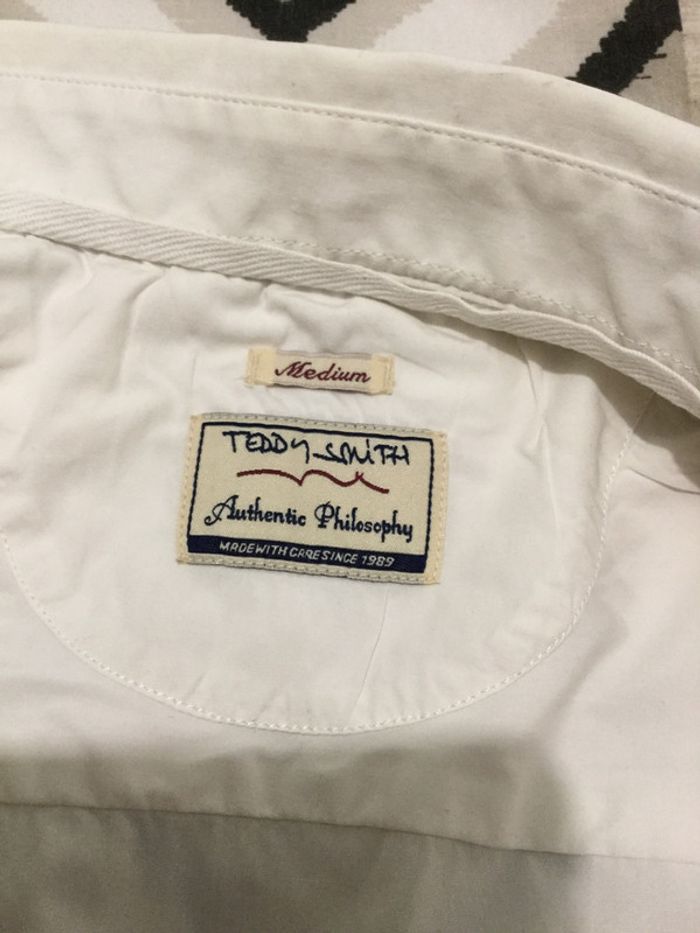 Medium
TEDDY SMITH
Authentic Philosophy
MADE WITH CARE SINCE 1989